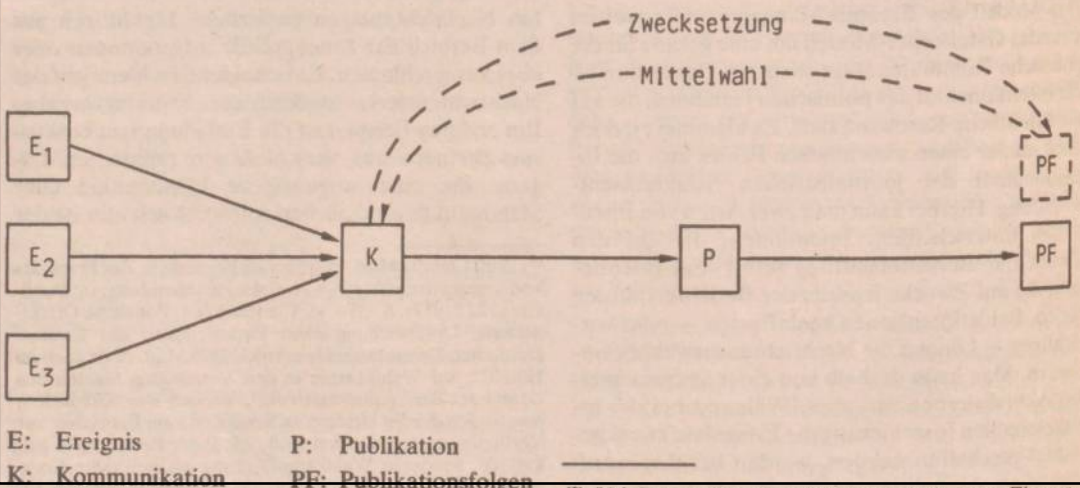 Zwecksetzung
Mittelwahl
E1
PF
E2
K
P
PF
E3
E: Ereignis P: Publikation
K: Kommunikation PF: Publikationsfolgen